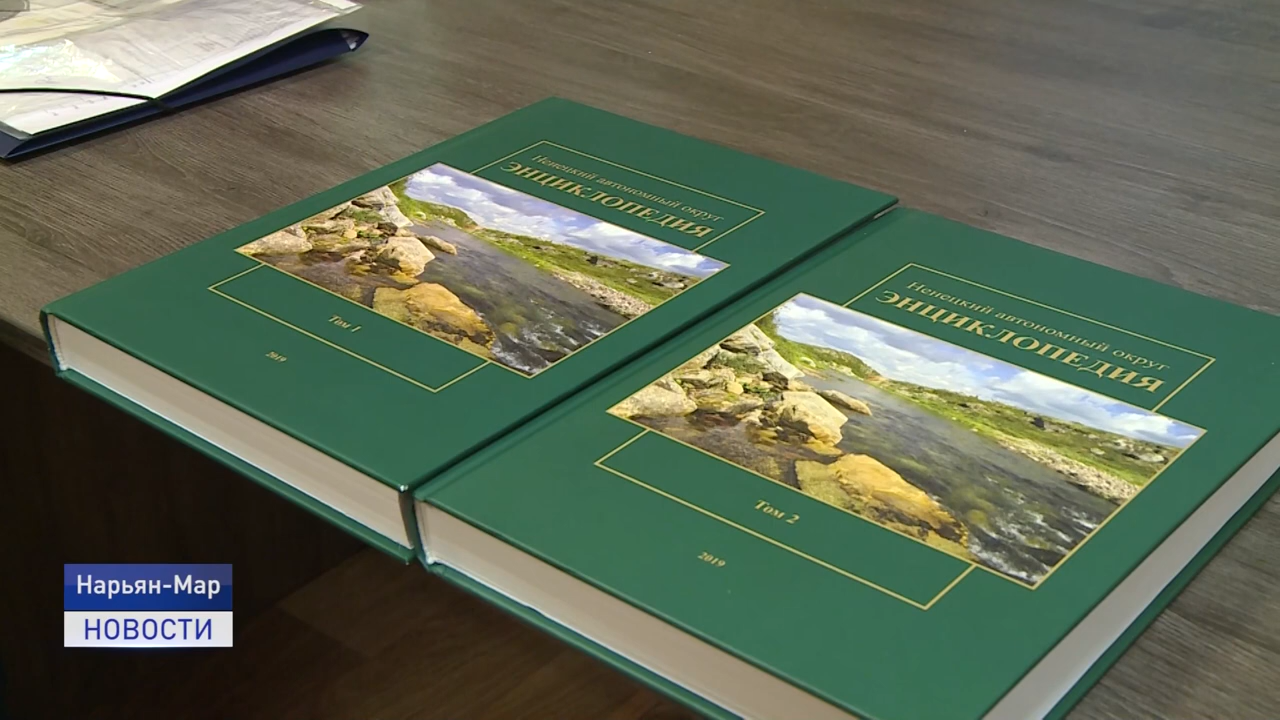 Ненецкий автономный округ
ЭНЦИКЛОПЕДИЯ
Том 1
2019
Ненецкий автономный округ
ЭНЦИКЛОПЕДИЯ
Том 2
2019
Нарьян-Мар
НОВОСТИ